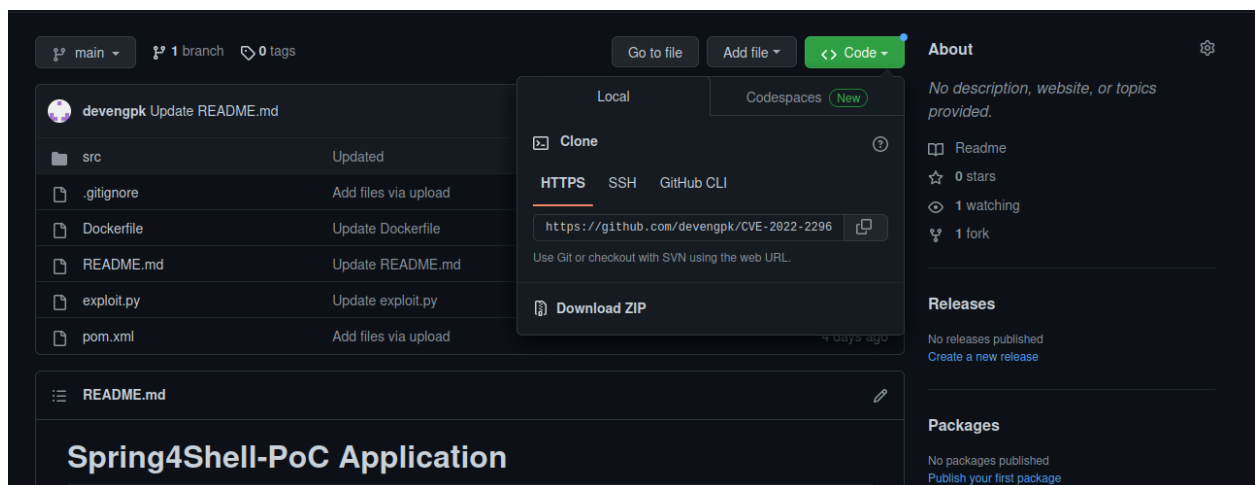 main
1 branch
0 tags
Go to file
Add file
Code
devengpk Update README.md
src Updated
.gitignore Add files via upload
Dockerfile Update Dockerfile
README.md Update README.md
exploit.py Update exploit.py
pom.xml Add files via upload 4 days ago
Local
Codespaces New
Clone
HTTPS SSH GitHub CLI
https://github.com/devengpk/CVE-2022-2296
Use Git or checkout with SVN using the web URL.
Download ZIP
README.md
Spring4Shell-PoC Application
About
No description, website, or topics
provided.
Readme
0 stars
1 watching
1 fork
Releases
No releases published
Create a new release
Packages
No packages published
Publish your first package